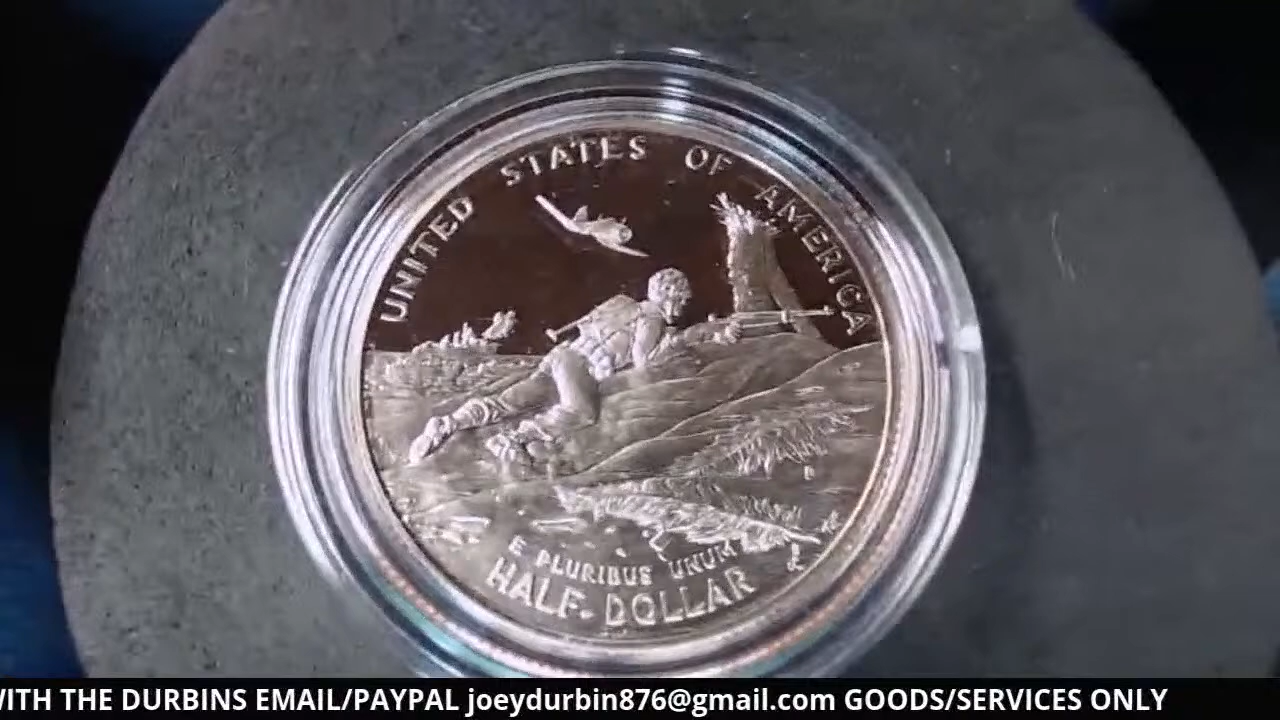 UNITED STATES OF AMERICA
E PLURIBUS UNUM
HALF DOLLAR
WITH THE DURBINS EMAIL/PAYPAL joeydurbin876@gmail.com GOODS/SERVICES ONLY